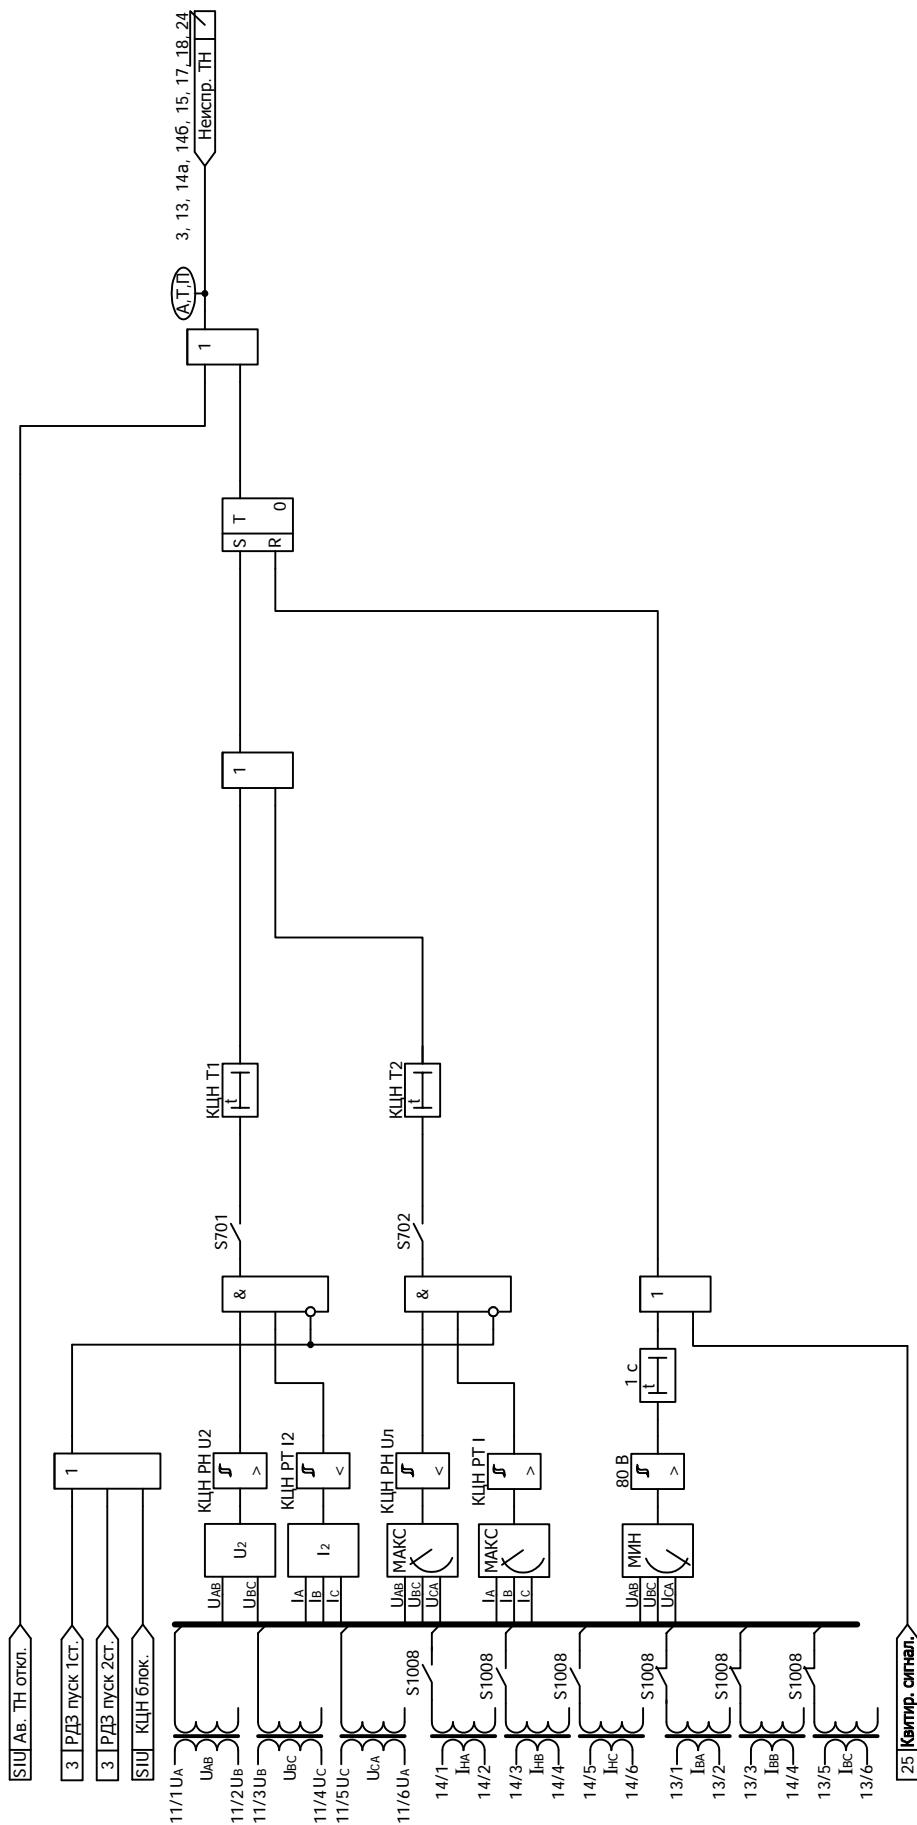 SIU Ав. ТН откл.
3 РДЗ пуск 1ст.
3 РДЗ пуск 2ст.
SIU КЦН блок.
1
11/1 UA
UAB
11/2 UB
11/3 UB
UBC
11/4 UC
11/5 UC
UCA
11/6 UA
14/1
IHA
14/2
14/3
IHB
14/4
14/5
IHC
14/6
13/1
IBA
13/2
13/3
IBB
14/4
13/5
IBC
13/6
S1008
S1008
S1008
S1008
S1008
S1008
UAB
UBC
U2
КЦН РН U2
>
IA
IB
IC
I2
КЦН РТ I2
<
UAB
UBC
UCA
МАКС
КЦН РН Uл
<
IA
IB
IC
МАКС
КЦН РТ I
>
UAB
UBC
UCA
МИН
80 В
>
1 с
t
1
&
S701
КЦН Т1
t
&
S702
КЦН Т2
t
1
S T
R 0
1
А,Т,П
3, 13, 14а, 14б, 15, 17, 18, 24
Неиспр. ТН
25 Квитир. сигнал.